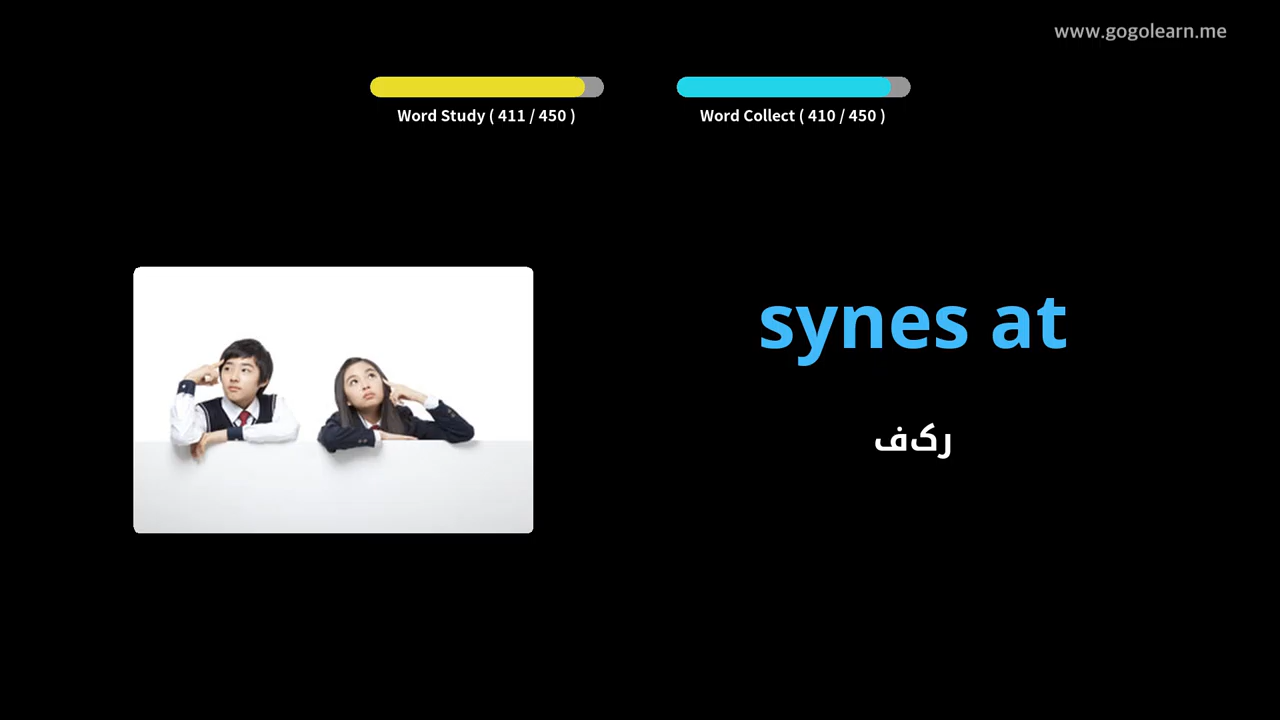 www.gogolearn.me
Word Study ( 411 / 450 )
Word Collect ( 410 / 450 )
synes at
رکف